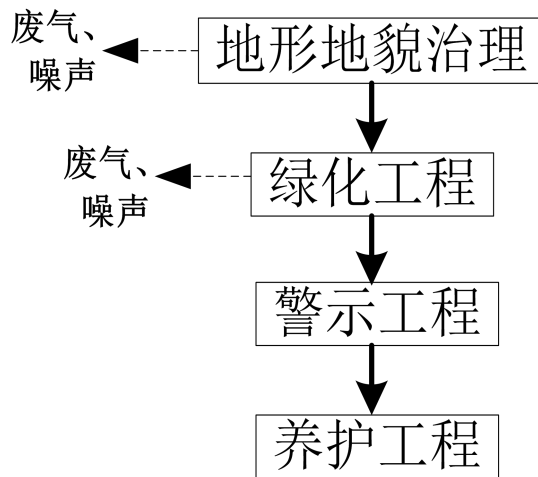 废气、
噪声
地形地貌治理
废气、
噪声
绿化工程
警示工程
养护工程